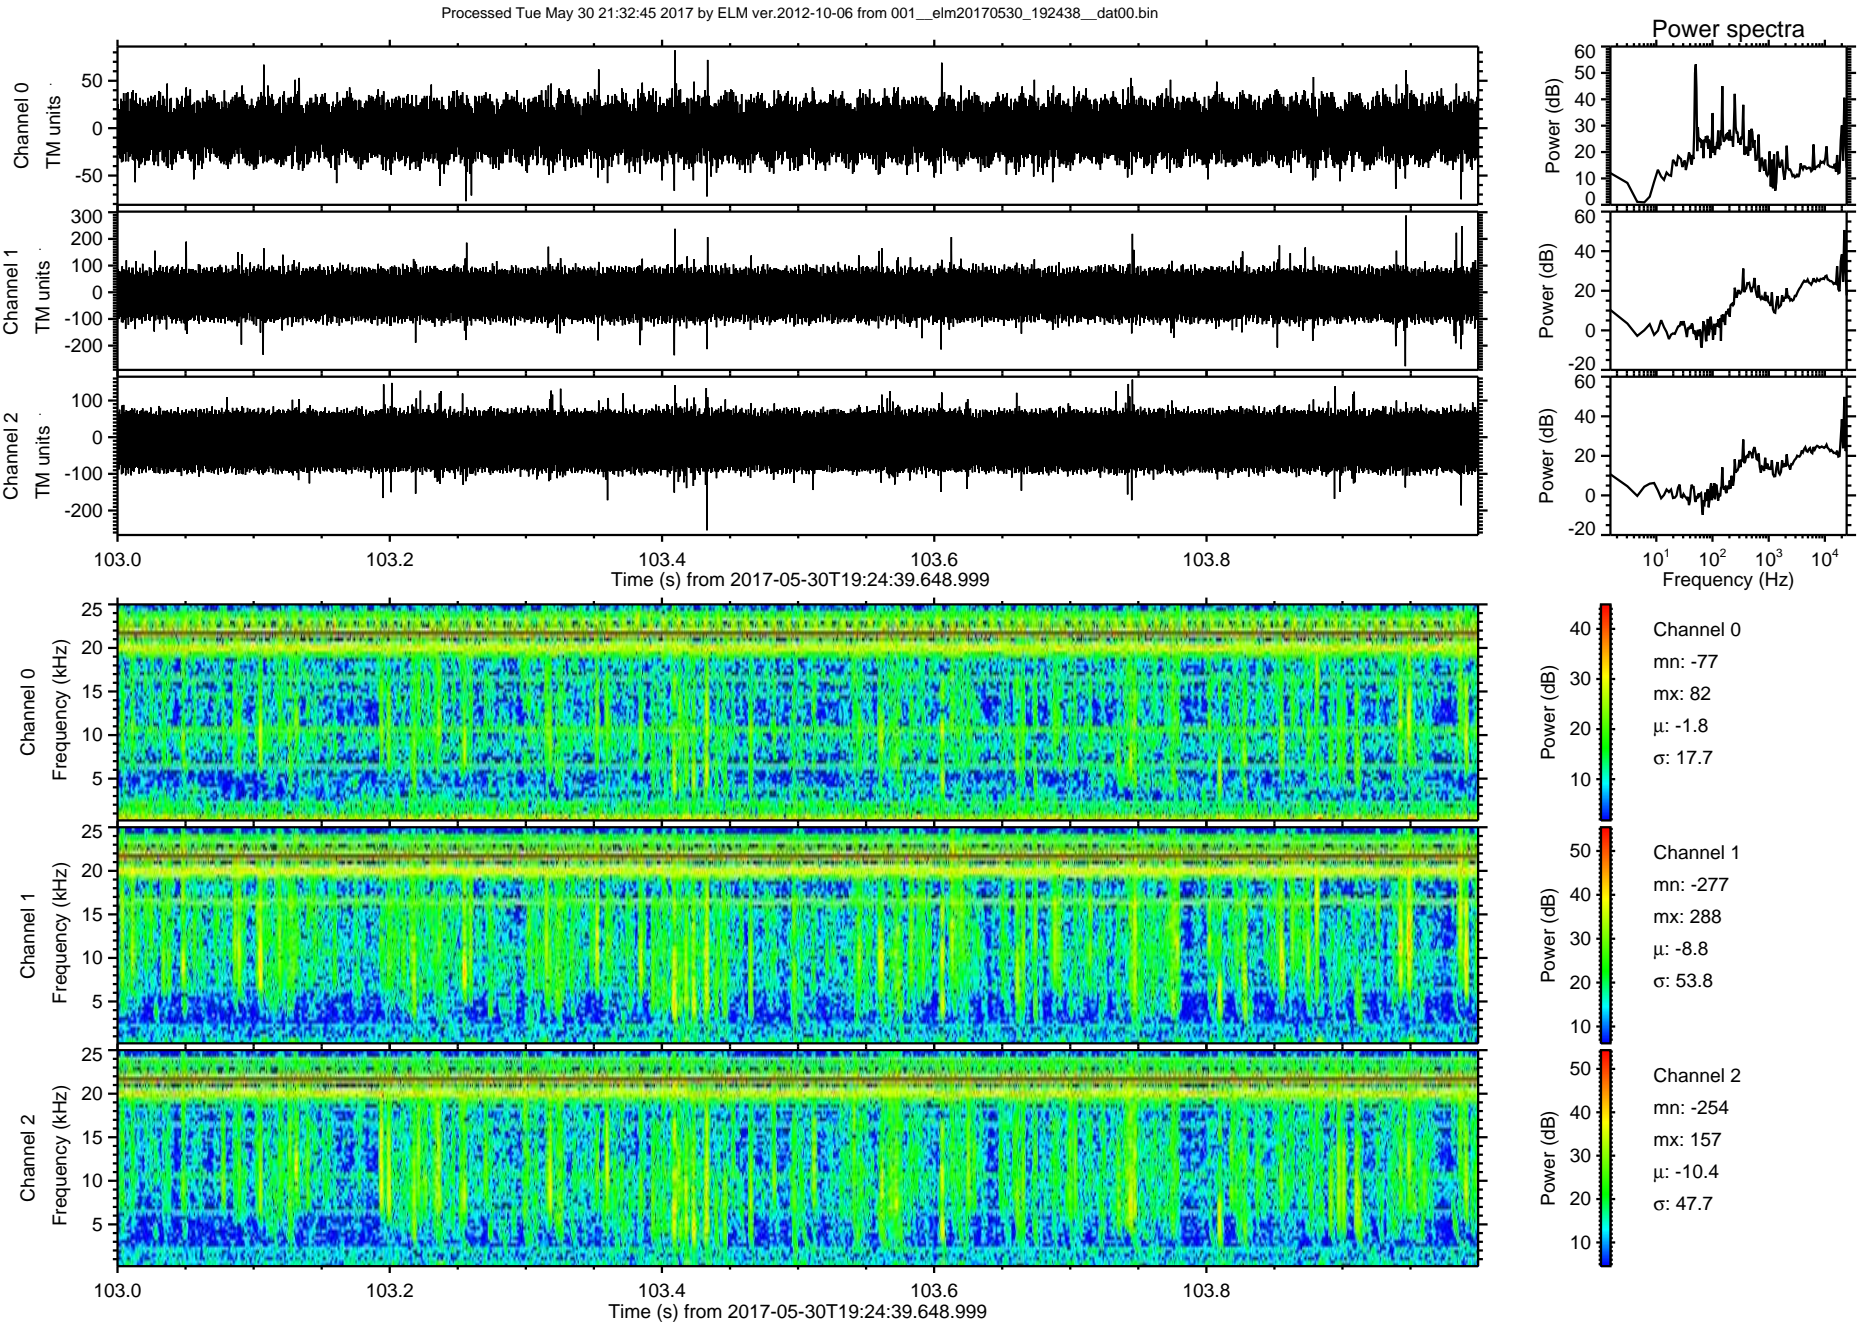 Processed Tue May 30 21:32:45 2017 by ELM ver.2012-10-06 from 001__elm20170530_192438__dat00.bin
Power spectra
Channel 0
TM units
50
0
-50
Power (dB)
60
50
40
30
20
10
0
Channel 1
TM units
300
200
100
0
-100
-200
Power (dB)
60
40
20
0
-20
Channel 2
TM units
100
0
-100
-200
Power (dB)
60
40
20
0
-20
103.0 103.2 103.4 103.6 103.8
Time (s) from 2017-05-30T19:24:39.648.999
10^1 10^2 10^3 10^4
Frequency (Hz)
Channel 0
Frequency (kHz)
25
20
15
10
5
Power (dB)
40
30
20
10
Channel 0
mn: -77
mx: 82
µ: -1.8
σ: 17.7
Channel 1
Frequency (kHz)
25
20
15
10
5
Power (dB)
50
40
30
20
10
Channel 1
mn: -277
mx: 288
µ: -8.8
σ: 53.8
Channel 2
Frequency (kHz)
25
20
15
10
5
Power (dB)
50
40
30
20
10
Channel 2
mn: -254
mx: 157
µ: -10.4
σ: 47.7
103.0 103.2 103.4 103.6 103.8
Time (s) from 2017-05-30T19:24:39.648.999